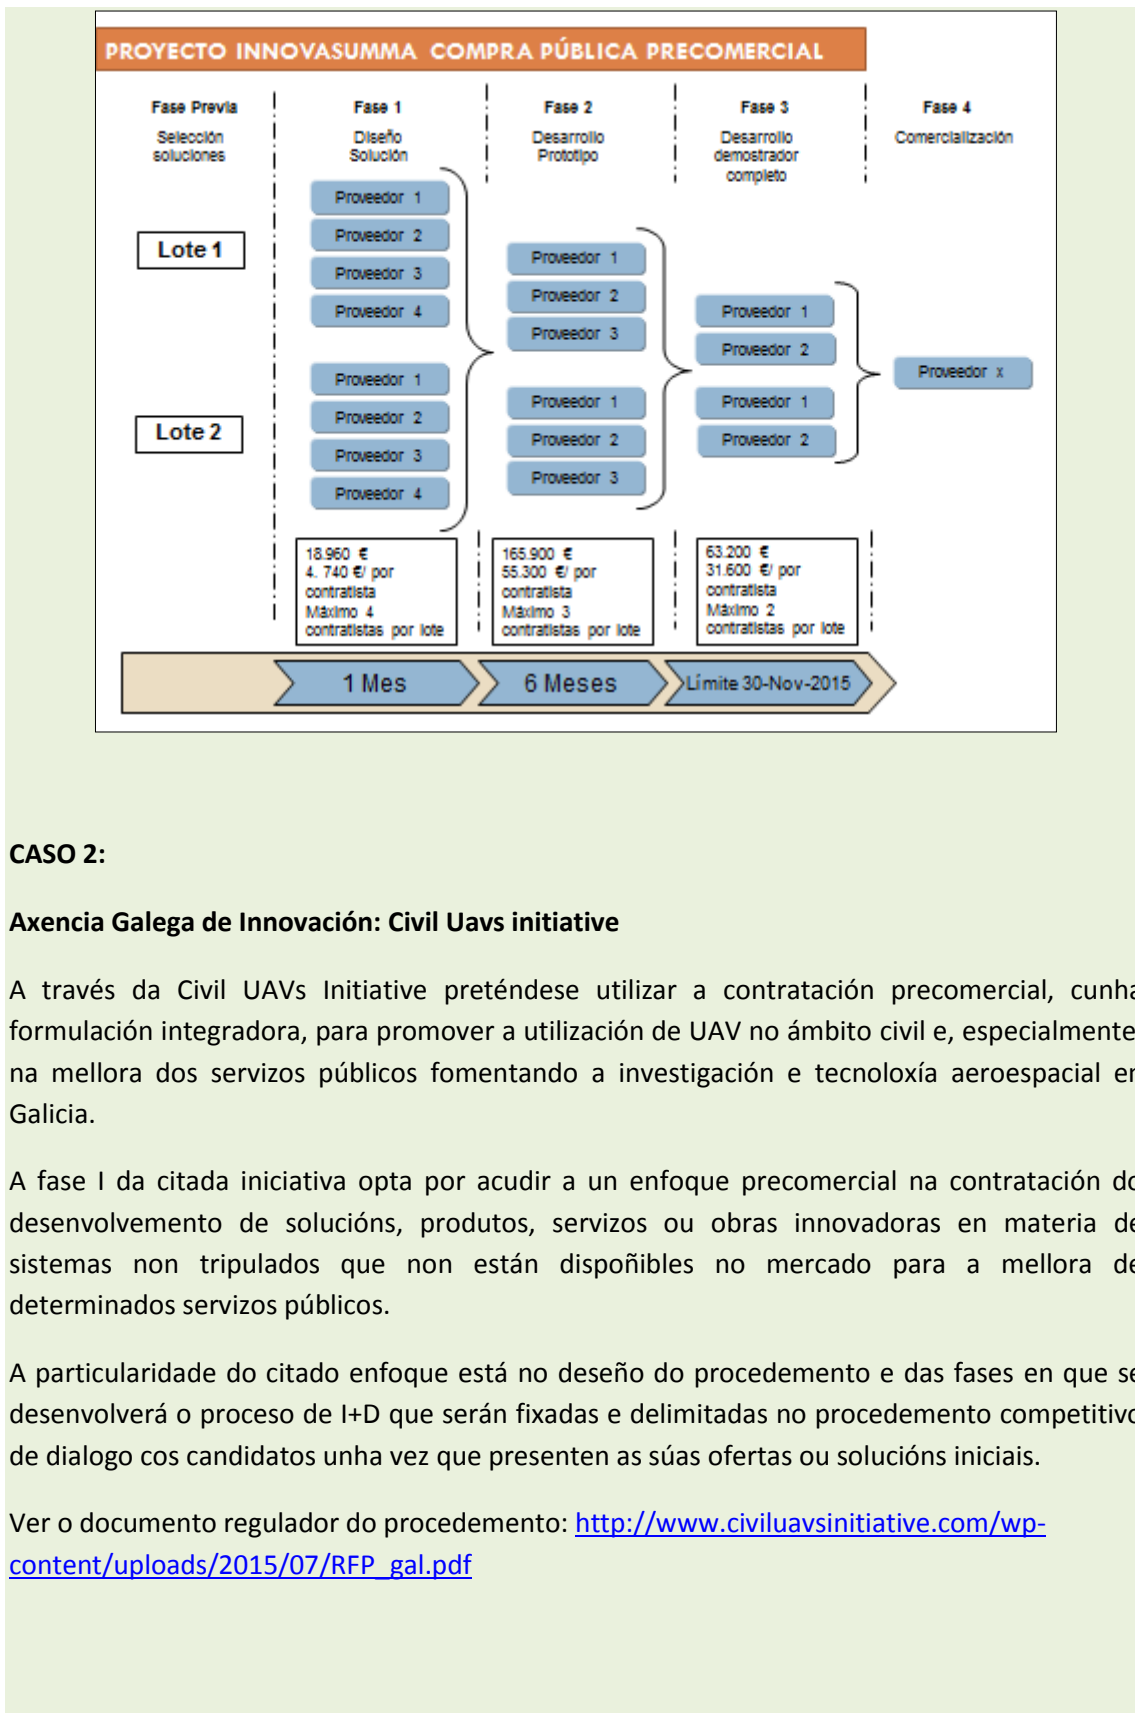 PROYECTO INNOVASUMMA COMPRA PÚBLICA PRECOMERCIAL
Fase Previa
Selección
soluciones
Fase 1
Diseño
Solución
Fase 2
Desarrollo
Prototipo
Fase 3
Desarrollo
demostrador
completo
Fase 4
Comercialización
Lote 1
Proveedor 1
Proveedor 2
Proveedor 3
Proveedor 4
Lote 2
Proveedor 1
Proveedor 2
Proveedor 3
Proveedor 4
Proveedor 1
Proveedor 2
Proveedor 3
Proveedor 1
Proveedor 2
Proveedor 3
Proveedor 1
Proveedor 2
Proveedor 1
Proveedor 2
Proveedor x
18.960 €
4. 740 €/ por
contratista
Máximo 4
contratistas por lote
165.900 €
55.300 €/ por
contratista
Máximo 3
contratistas por lote
63.200 €
31.600 €/ por
contratista
Máximo 2
contratistas por lote
1 Mes
6 Meses
Límite 30-Nov-2015
CASO 2:
Axencia Galega de Innovación: Civil Uavs initiative
A través da Civil UAVs Initiative preténdese utilizar a contratación precomercial, cunha
formulación integradora, para promover a utilización de UAV no ámbito civil e, especialmente
na mellora dos servizos públicos fomentando a investigación e tecnoloxía aeroespacial en
Galicia.
A fase I da citada iniciativa opta por acudir a un enfoque precomercial na contratación do
desenvolvemento de solucións, produtos, servizos ou obras innovadoras en materia de
sistemas non tripulados que non están dispoñibles no mercado para a mellora de
determinados servizos públicos.
A particularidade do citado enfoque está no deseño do procedemento e das fases en que se
desenvolverá o proceso de I+D que serán fixadas e delimitadas no procedemento competitivo
de dialogo cos candidatos unha vez que presenten as súas ofertas ou solucións iniciais.
Ver o documento regulador do procedemento: http://www.civiluavsinitiative.com/wp-
content/uploads/2015/07/RFP_gal.pdf